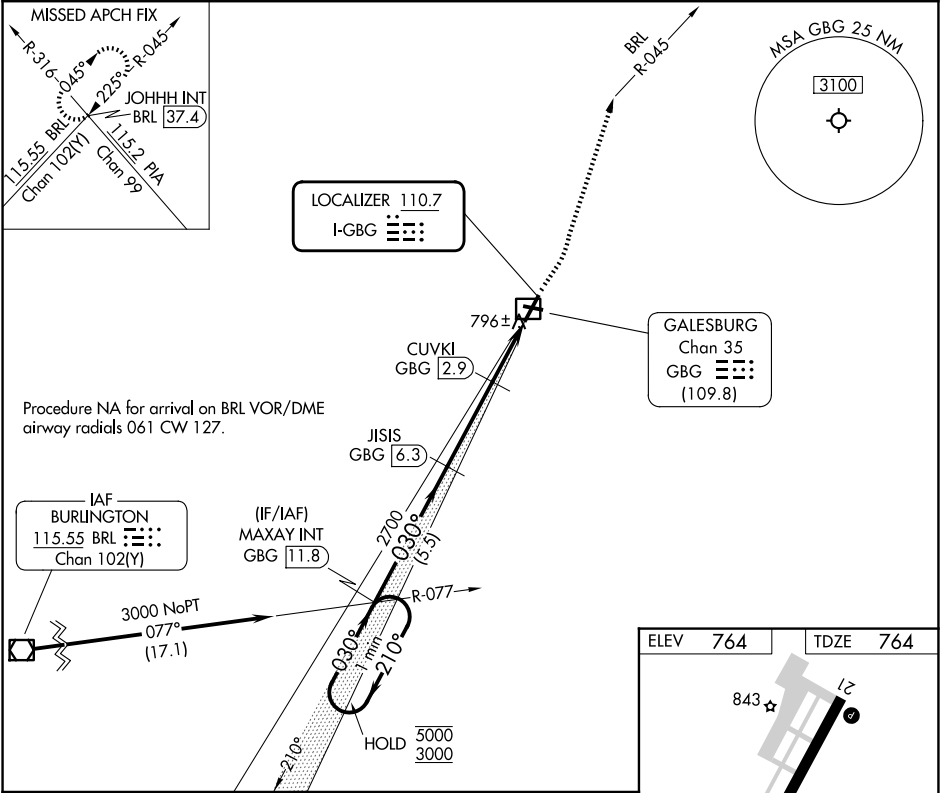 MISSED APCH FIX
R-316
045°
225°
R-045
JOHHH INT
BRL 37.4
115.55 BRL
Chan 102(Y)
115.2 PIA
Chan 99
BRL
R-045
MSA GBG 25 NM
3100
LOCALIZER 110.7
I-GBG
796±
GALESBURG
Chan 35
GBG
(109.8)
CUVKI
GBG 2.9
Procedure NA for arrival on BRL VOR/DME
airway radials 061 CW 127.
JISIS
GBG 6.3
IAF
BURLINGTON
115.55 BRL
Chan 102(Y)
(IF/IAF)
MAXAY INT
GBG 11.8
2700
030°
(5.5)
3000 NoPT
077°
(17.1)
R-077
030°
1 min
210°
HOLD 5000
3000
210°
ELEV 764
TDZE 764
843
21
P